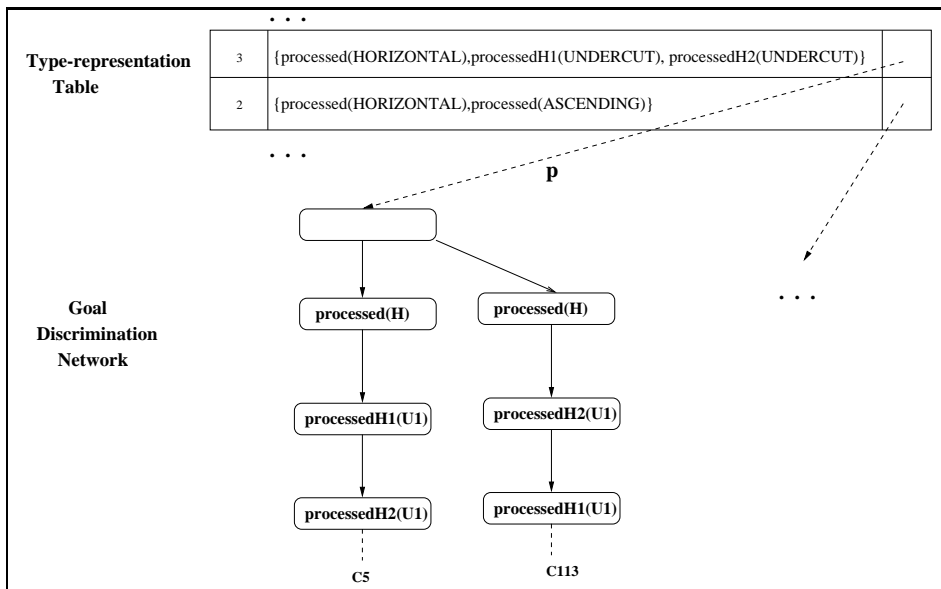 . . .
Type-representation
Table
3 {processed(HORIZONTAL),processedH1(UNDERCUT), processedH2(UNDERCUT)}
2 {processed(HORIZONTAL),processed(ASCENDING)}
. . .
p
. . .
Goal
Discrimination
Network
processed(H) processed(H)
processedH1(U1) processedH2(U1)
processedH2(U1) processedH1(U1)
C5 C113